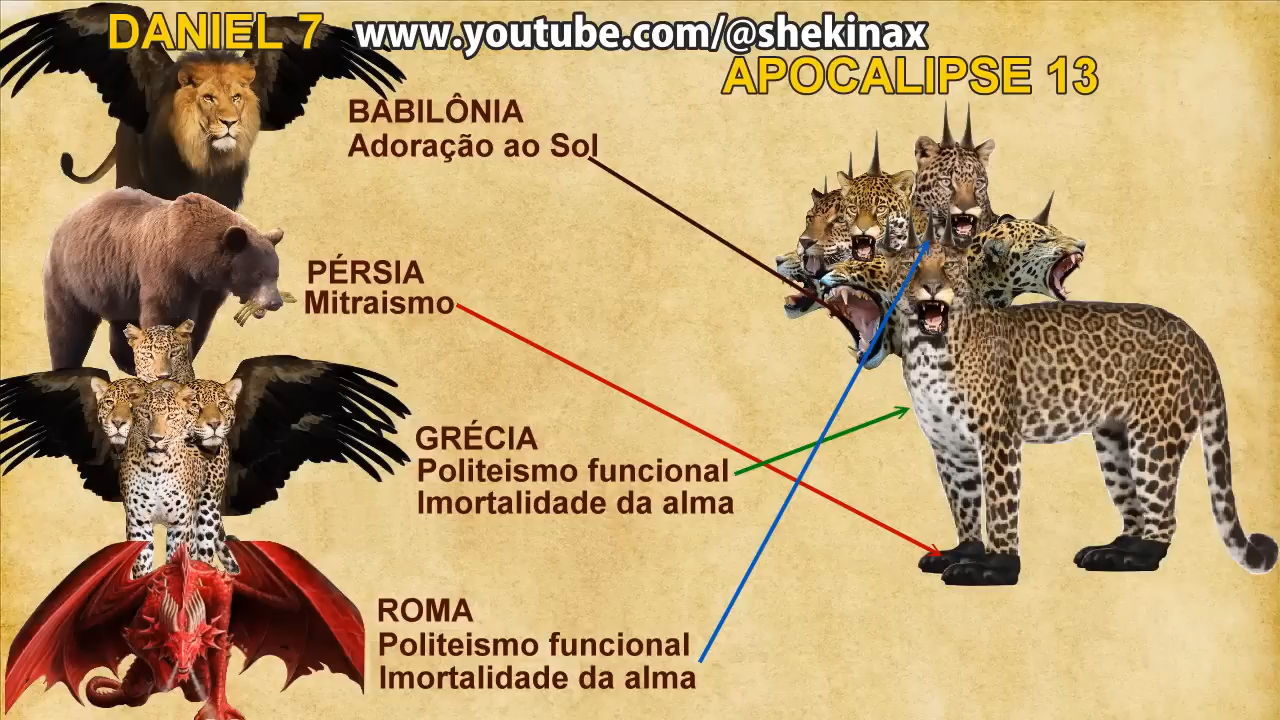 DANIEL 7
www.youtube.com/@shekinax
APOCALIPSE 13
BABILÔNIA
Adoração ao Sol
PÉRSIA
Mitraismo
GRÉCIA
Politeismo funcional
Imortalidade da alma
ROMA
Politeismo funcional
Imortalidade da alma